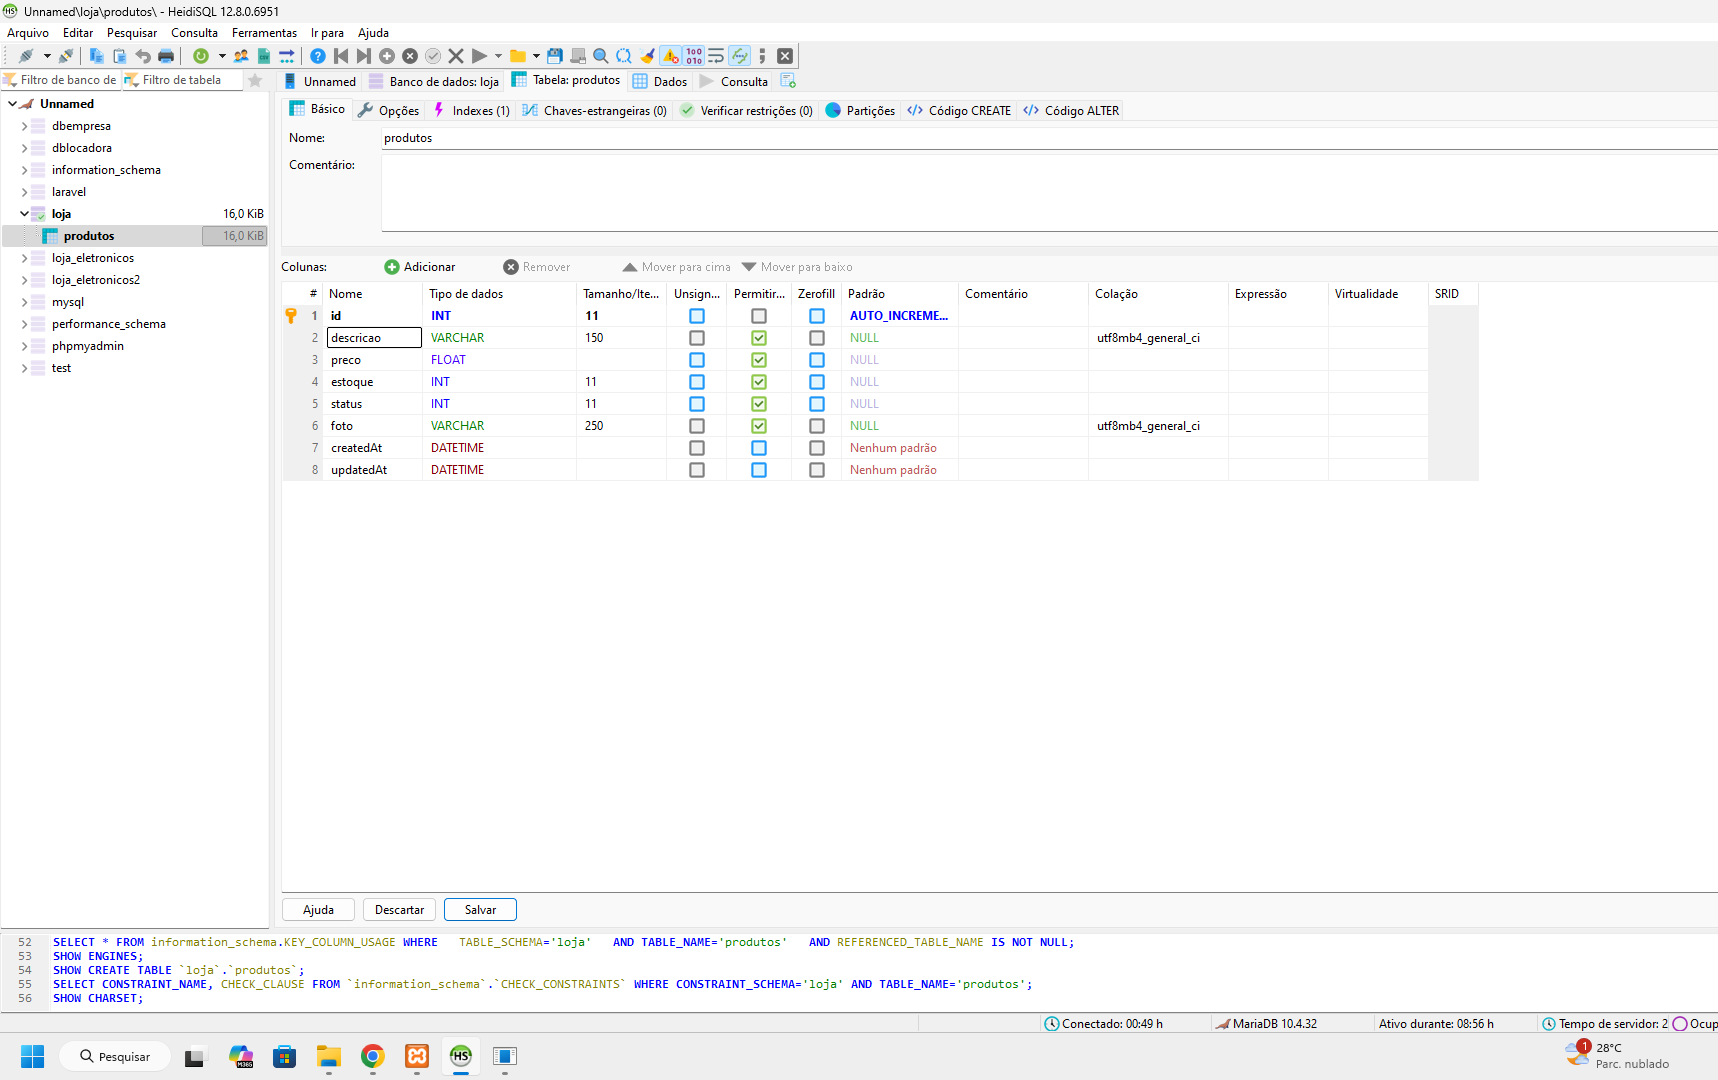 Unnamed\loja\produtos\ - HeidiSQL 12.8.0.6951
Arquivo Editar Pesquisar Consulta Ferramentas Ir para Ajuda
Filtro de banco de Filtro de tabela
Unnamed Banco de dados: loja Tabela: produtos Dados Consulta
Unnamed
dbempresa
dblocadora
information_schema
laravel
loja 16,0 KiB
produtos 16,0 KiB
loja_eletronicos
loja_eletronicos2
mysql
performance_schema
phpmyadmin
test
Básico Opções Indexes (1) Chaves-estrangeiras (0) Verificar restrições (0) Partições Código CREATE Código ALTER
Nome: produtos
Comentário:
Colunas: Adicionar Remover Mover para cima Mover para baixo
# Nome Tipo de dados Tamanho/Ite... Unsign... Permitir... Zerofill Padrão Comentário Colação Expressão Virtualidade SRID
1 id INT 11 AUTO_INCREME...
2 descricao VARCHAR 150 NULL utf8mb4_general_ci
3 preco FLOAT NULL
4 estoque INT 11 NULL
5 status INT 11 NULL
6 foto VARCHAR 250 NULL utf8mb4_general_ci
7 createdAt DATETIME Nenhum padrão
8 updatedAt DATETIME Nenhum padrão
Ajuda Descartar Salvar
52 SELECT * FROM information_schema.KEY_COLUMN_USAGE WHERE TABLE_SCHEMA='loja' AND TABLE_NAME='produtos' AND REFERENCED_TABLE_NAME IS NOT NULL;
53 SHOW ENGINES;
54 SHOW CREATE TABLE `loja`.`produtos`;
55 SELECT CONSTRAINT_NAME, CHECK_CLAUSE FROM `information_schema`.`CHECK_CONSTRAINTS` WHERE CONSTRAINT_SCHEMA='loja' AND TABLE_NAME='produtos';
56 SHOW CHARSET;
Conectado: 00:49 h MariaDB 10.4.32 Ativo durante: 08:56 h Tempo de servidor: 2 Ocup
Pesquisar
M365
HS
1
28°C
Parc. nublado